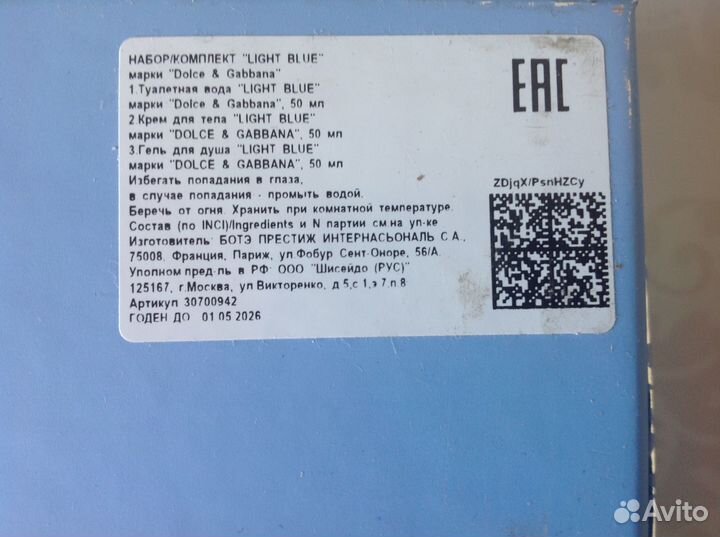 НАБОР/КОМПЛЕКТ "LIGHT BLUE"
марки "Dolce & Gabbana"
1.Туалетная вода "LIGHT BLUE"
марки "Dolce & Gabbana", 50 мл
2.Крем для тела "LIGHT BLUE"
марки "DOLCE & GABBANA", 50 мл
3.Гель для душа "LIGHT BLUE"
марки "DOLCE & GABBANA", 50 мл
Избегать попадания в глаза,
в случае попадания - промыть водой.
Беречь от огня. Хранить при комнатной температуре.
Состав (по INCI)/Ingredients и N партии см.на уп-ке
Изготовитель: БОТЭ ПРЕСТИЖ ИНТЕРНАСЬОНАЛЬ С.А.,
75008, Франция, Париж, ул.Фобур Сент-Оноре, 56/А.
Уполном.пред-ль в РФ: ООО "Шисейдо (РУС)"
125167, г.Москва, ул.Викторенко, д.5,с.1,э.7,п.8
Артикул 30700942
ГОДЕН ДО 01.05.2026
EAC
ZDjqX/PsnHZCy
Avito